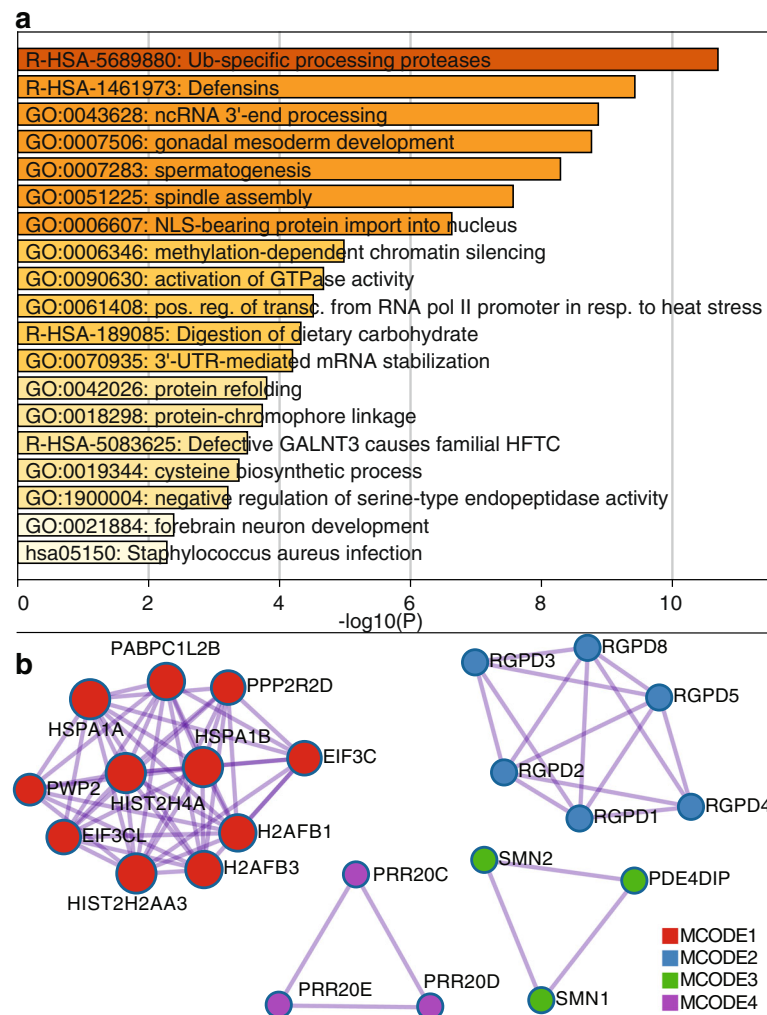 a
R-HSA-5689880: Ub-specific processing proteases
R-HSA-1461973: Defensins
GO:0043628: ncRNA 3'-end processing
GO:0007506: gonadal mesoderm development
GO:0007283: spermatogenesis
GO:0051225: spindle assembly
GO:0006607: NLS-bearing protein import into nucleus
GO:0006346: methylation-dependent chromatin silencing
GO:0090630: activation of GTPase activity
GO:0061408: pos. reg. of transc. from RNA pol II promoter in resp. to heat stress
R-HSA-189085: Digestion of dietary carbohydrate
GO:0070935: 3'-UTR-mediated mRNA stabilization
GO:0042026: protein refolding
GO:0018298: protein-chromophore linkage
R-HSA-5083625: Defective GALNT3 causes familial HFTC
GO:0019344: cysteine biosynthetic process
GO:1900004: negative regulation of serine-type endopeptidase activity
GO:0021884: forebrain neuron development
hsa05150: Staphylococcus aureus infection
0 2 4 6 8 10
-log10(P)
b
PABPC1L2B
PPP2R2D
HSPA1A
HSPA1B
EIF3C
PWP2
HIST2H4A
EIF3CL
H2AFB1
H2AFB3
HIST2H2AA3
RGPD3
RGPD8
RGPD5
RGPD2
RGPD1
RGPD4
PRR20C
PRR20E
PRR20D
SMN2
PDE4DIP
SMN1
MCODE1
MCODE2
MCODE3
MCODE4